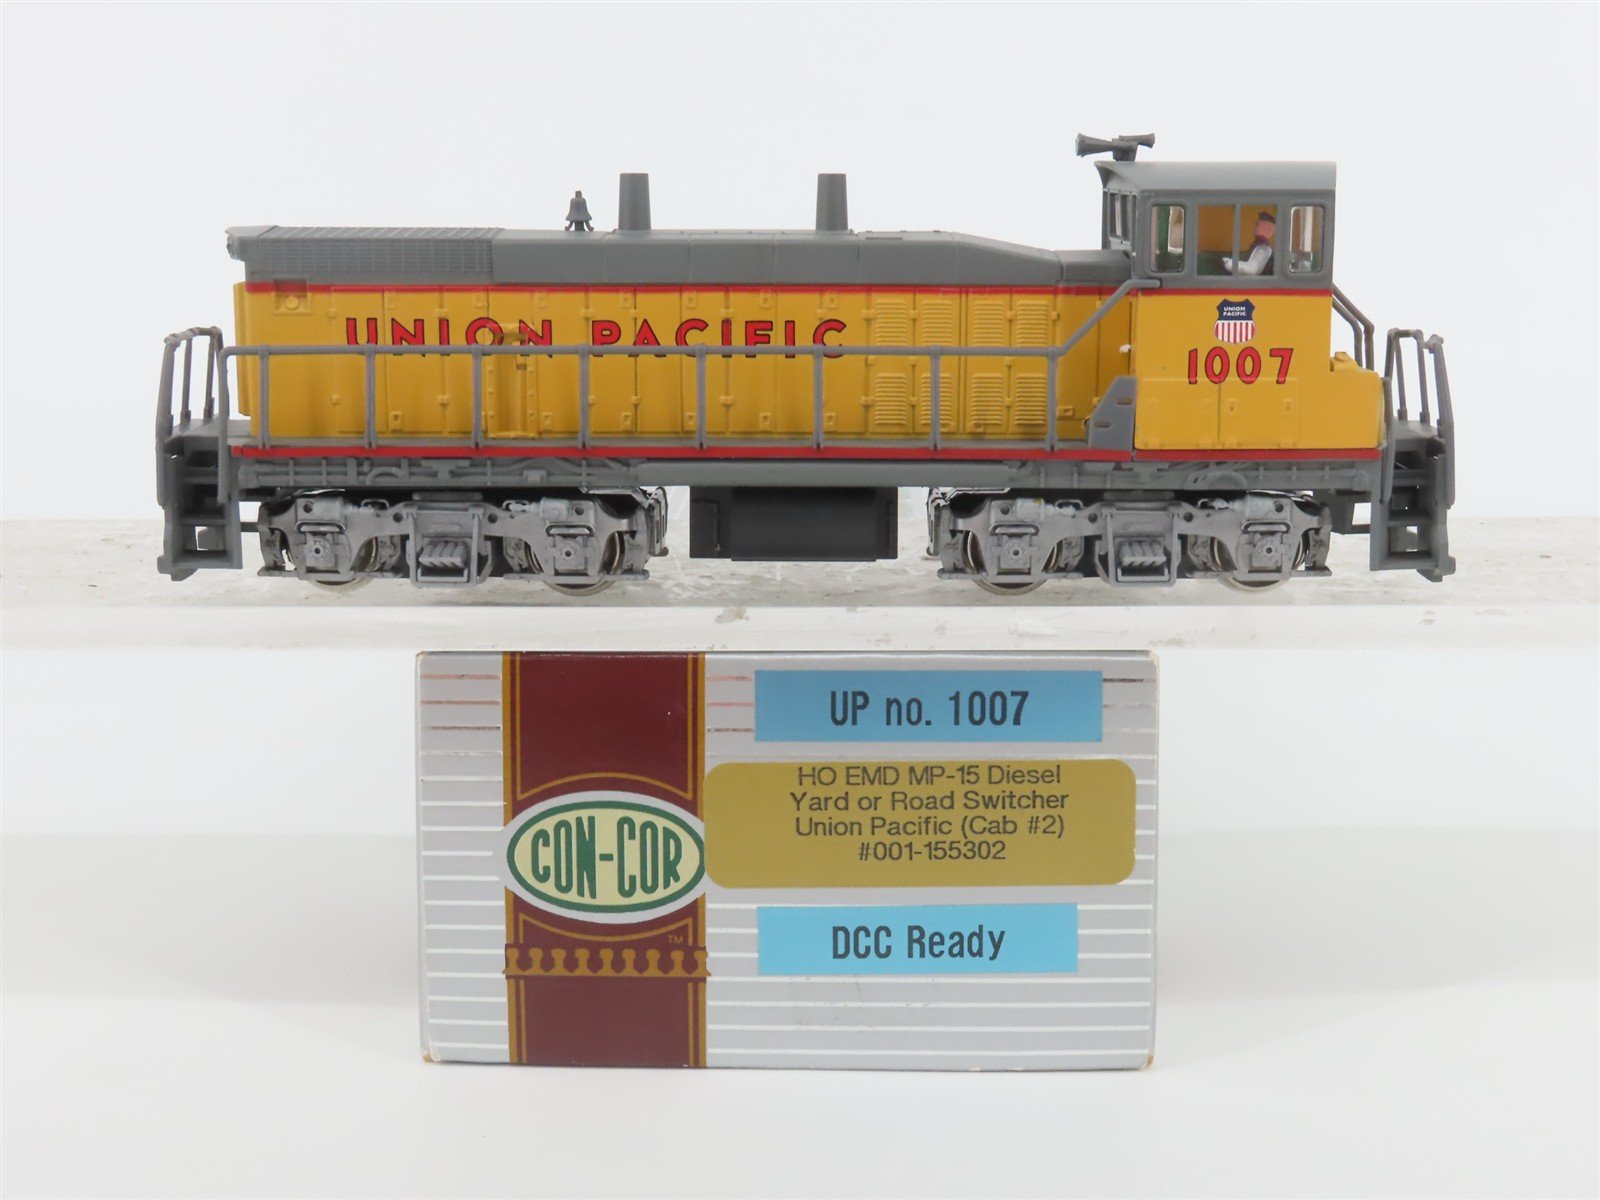 UNION PACIFIC
UNION
PACIFIC
1007
UP no. 1007
HO EMD MP-15 Diesel
Yard or Road Switcher
Union Pacific (Cab #2)
#001-155302
CON-COR
TM
DCC Ready